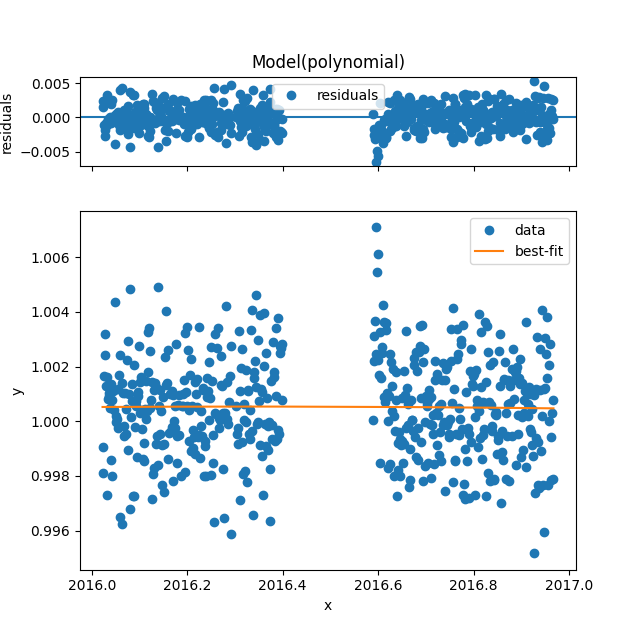 Model(polynomial)
residuals
0.005
0.000
−0.005
residuals
data
best-fit
1.006
1.004
1.002
1.000
0.998
0.996
y
2016.0 2016.2 2016.4 2016.6 2016.8 2017.0
x